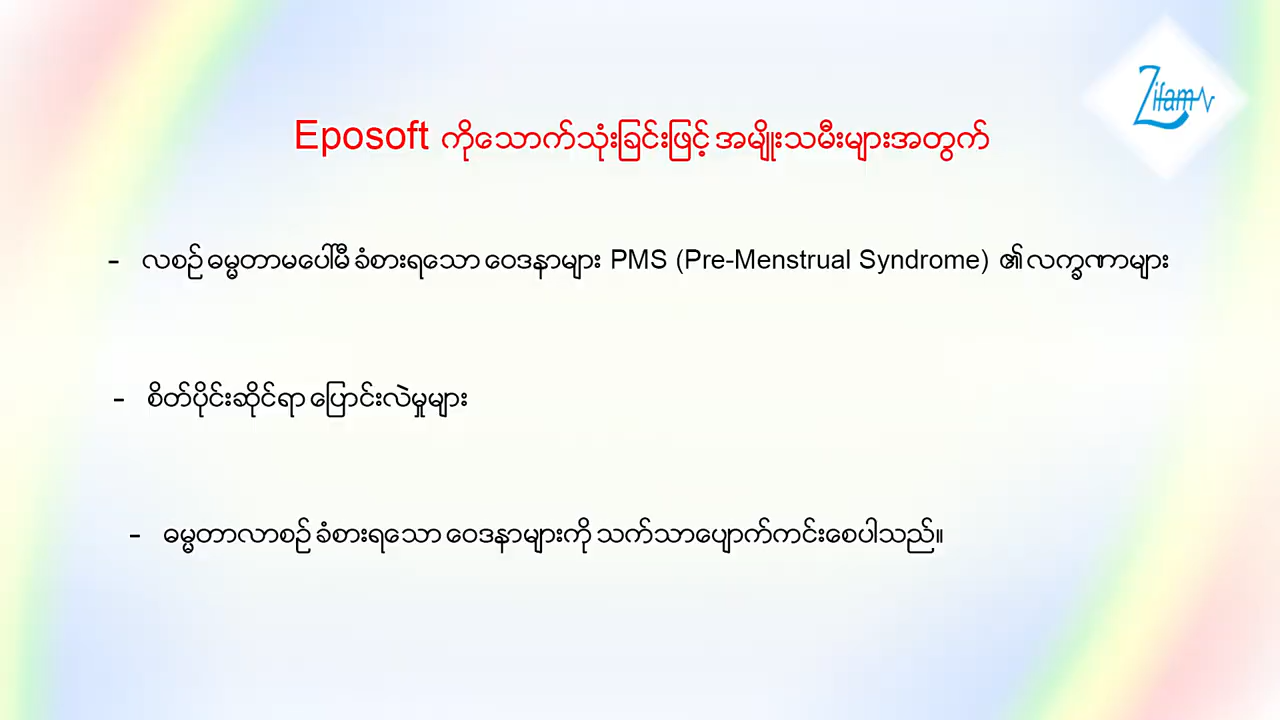 Zifam
Eposoft ကိုသောက်သုံးခြင်းဖြင့် အမျိုးသမီးများအတွက်
- လစဉ် ဓမ္မတာမပေါ်မီ ခံစားရသော ဝေဒနာများ PMS (Pre-Menstrual Syndrome) ၏လက္ခဏာများ
- စိတ်ပိုင်းဆိုင်ရာ ပြောင်းလဲမှုများ
- ဓမ္မတာလာစဉ် ခံစားရသော ဝေဒနာများကို သက်သာပျောက်ကင်းစေပါသည်။